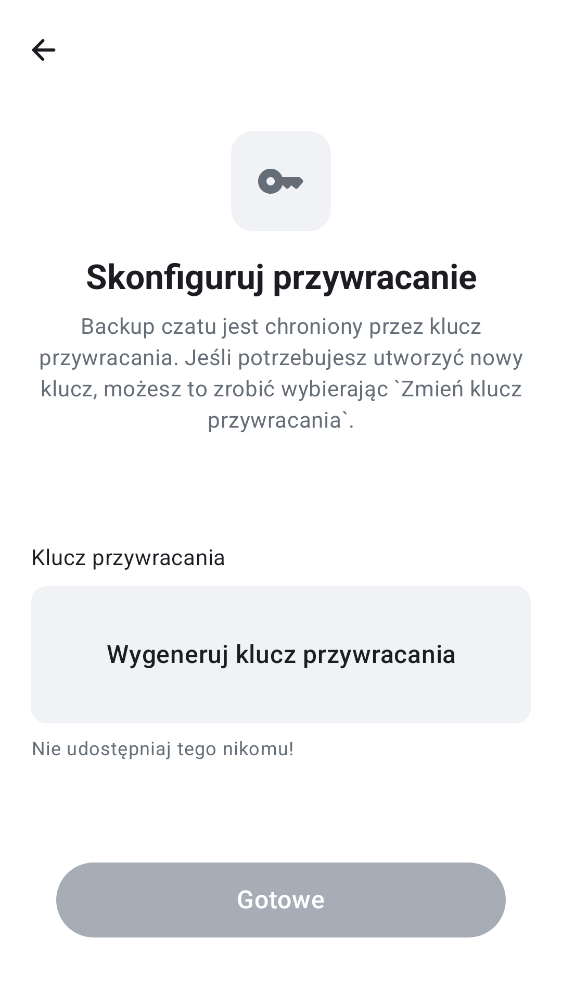 Skonfiguruj przywracanie
Backup czatu jest chroniony przez klucz
przywracania. Jeśli potrzebujesz utworzyć nowy
klucz, możesz to zrobić wybierając `Zmień klucz
przywracania`.
Klucz przywracania
Wygeneruj klucz przywracania
Nie udostępniaj tego nikomu!
Gotowe